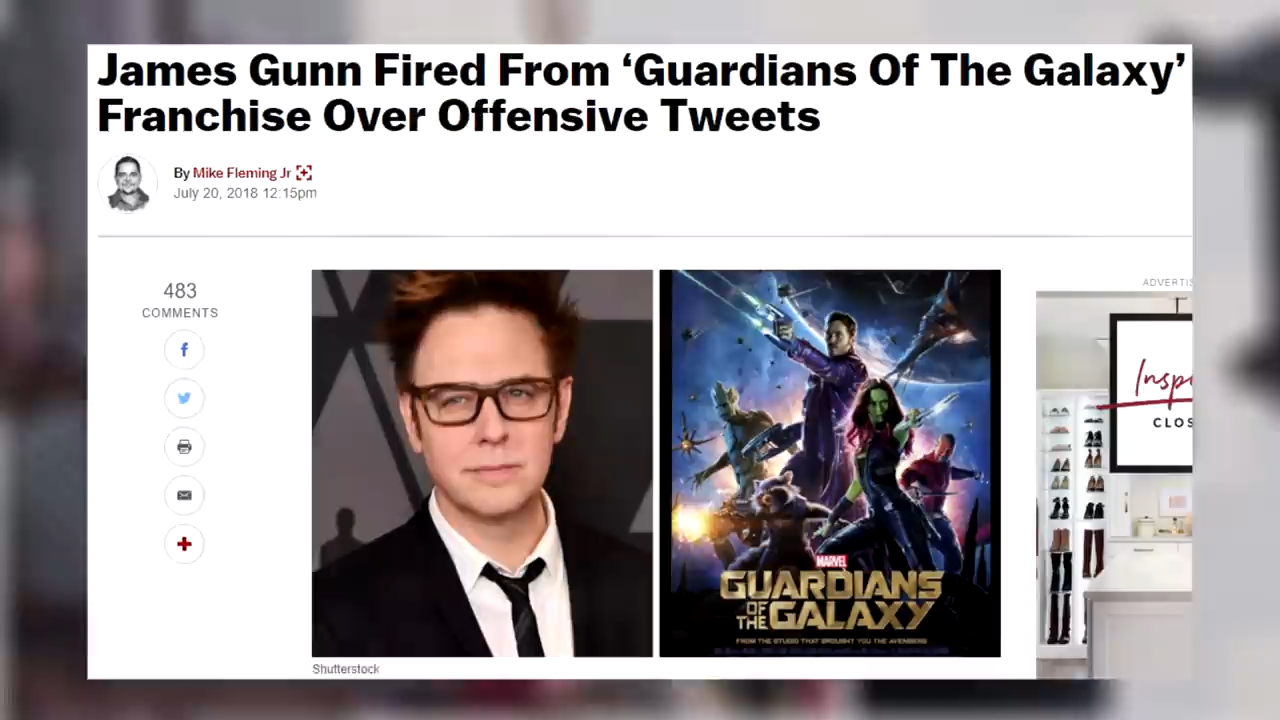 James Gunn Fired From ‘Guardians Of The Galaxy’
Franchise Over Offensive Tweets
By Mike Fleming Jr
July 20, 2018 12:15pm
483
COMMENTS
ADVERTIS
Inspi
CLOS
MARVEL
GUARDIANS
OF THE GALAXY
FROM THE STUDIO THAT BROUGHT YOU THE AVENGERS
Shutterstock